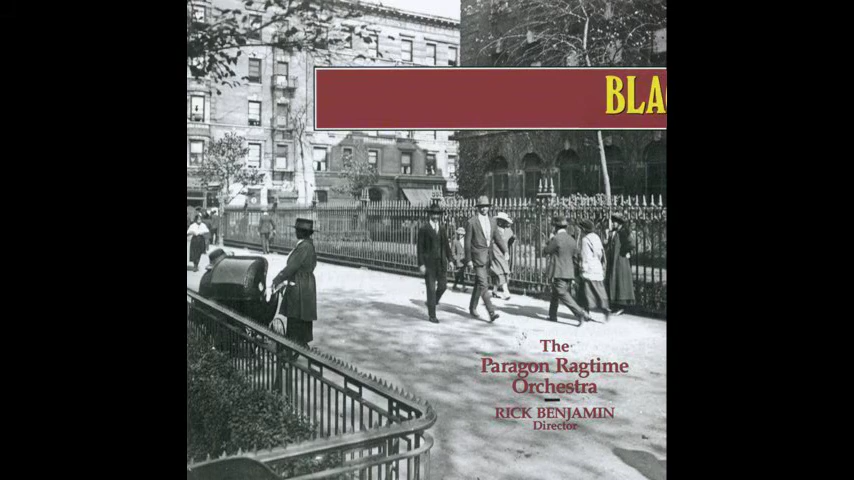 BLA
The
Paragon Ragtime
Orchestra
RICK BENJAMIN
Director